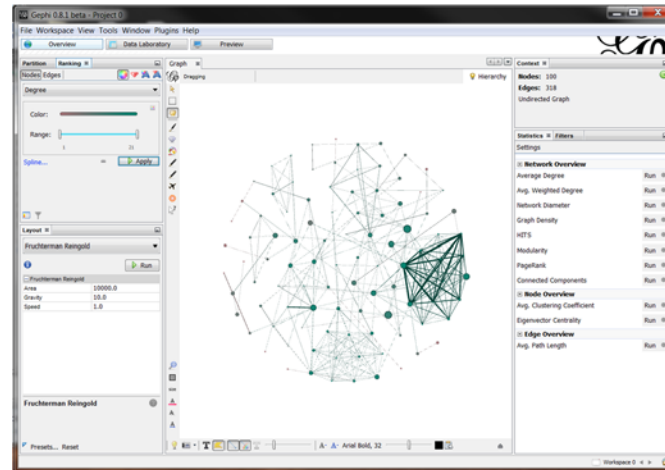 Gephi 0.8.1 beta - Project 0
File Workspace View Tools Window Plugins Help
Overview
Data Laboratory
Preview
Partition
Ranking
Nodes Edges
Degree
Color:
Range:
1
21
Spline...
Apply
Layout
Fruchterman Reingold
Run
Fruchterman Reingold
Area 10000.0
Gravity 10.0
Speed 1.0
Fruchterman Reingold
Presets... Reset
Graph
Dragging
Hierarchy
A- A- Arial Bold, 32
Context
Nodes: 100
Edges: 318
Undirected Graph
Statistics
Filters
Settings
Network Overview
Average Degree Run
Avg. Weighted Degree Run
Network Diameter Run
Graph Density Run
HITS Run
Modularity Run
PageRank Run
Connected Components Run
Node Overview
Avg. Clustering Coefficient Run
Eigenvector Centrality Run
Edge Overview
Avg. Path Length Run
Workspace 0